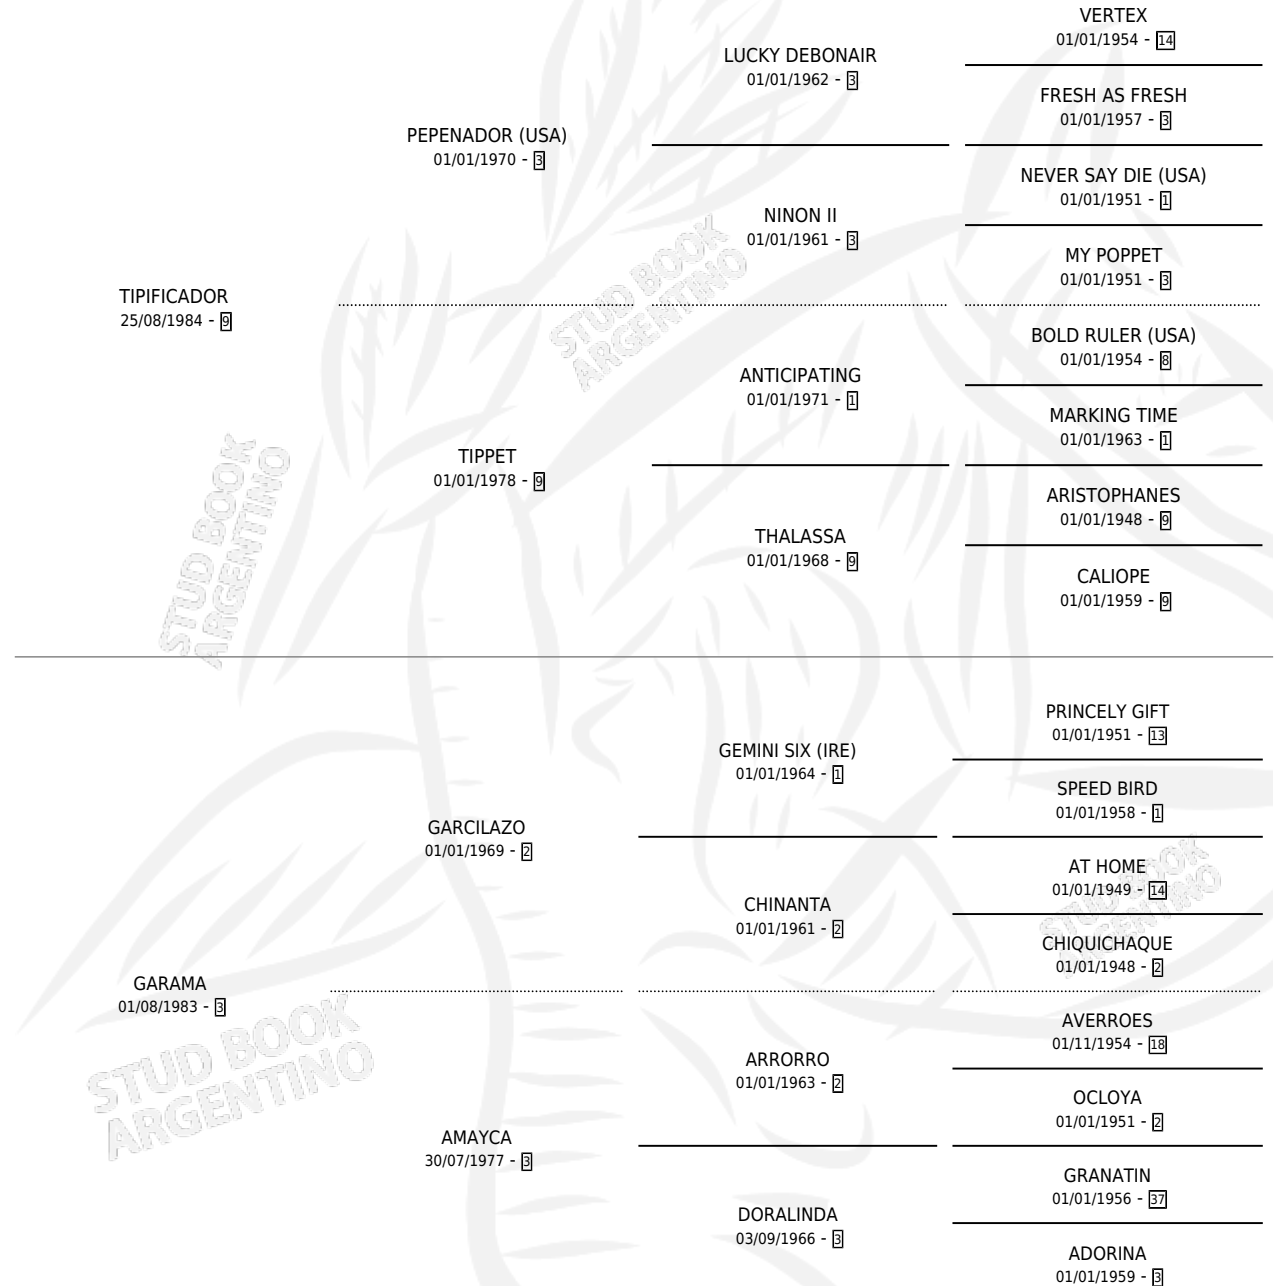 VERTEX
01/01/1954 - 14
LUCKY DEBONAIR
01/01/1962 - 3
FRESH AS FRESH
01/01/1957 - 3
PEPENADOR (USA)
01/01/1970 - 3
NEVER SAY DIE (USA)
01/01/1951 - 1
NINON II
01/01/1961 - 3
MY POPPET
01/01/1951 - 3
TIPIFICADOR
25/08/1984 - 9
BOLD RULER (USA)
01/01/1954 - 8
ANTICIPATING
01/01/1971 - 1
MARKING TIME
01/01/1963 - 1
TIPPET
01/01/1978 - 9
ARISTOPHANES
01/01/1948 - 9
THALASSA
01/01/1968 - 9
CALIOPE
01/01/1959 - 9
PRINCELY GIFT
01/01/1951 - 13
GEMINI SIX (IRE)
01/01/1964 - 1
SPEED BIRD
01/01/1958 - 1
GARCILAZO
01/01/1969 - 2
AT HOME
01/01/1949 - 14
CHINANTA
01/01/1961 - 2
CHIQUICHAQUE
01/01/1948 - 2
GARAMA
01/08/1983 - 3
AVERROES
01/11/1954 - 18
ARRORRO
01/01/1963 - 2
OCLOYA
01/01/1951 - 2
AMAYCA
30/07/1977 - 3
GRANATIN
01/01/1956 - 37
DORALINDA
03/09/1966 - 3
ADORINA
01/01/1959 - 3
STUD BOOK
ARGENTINO
STUD BOOK
ARGENTINO
STUD BOOK
ARGENTINO
STUD BOOK
ARGENTINO